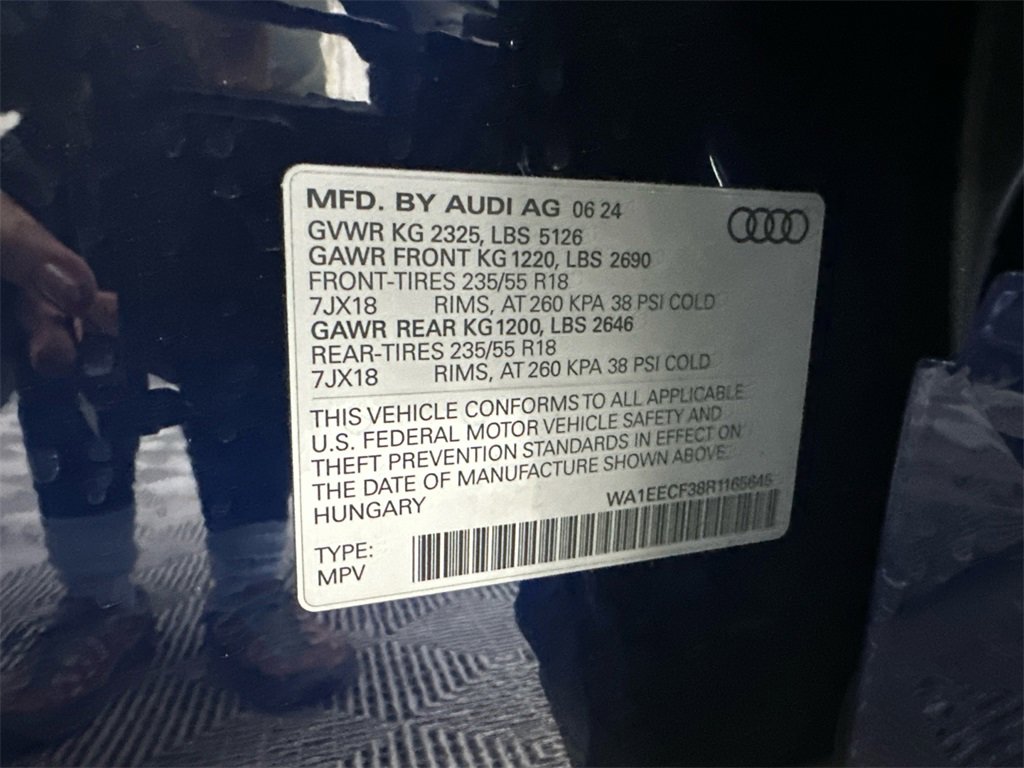 MFD. BY AUDI AG 06 24
GVWR KG 2325, LBS 5126
GAWR FRONT KG 1220, LBS 2690
FRONT-TIRES 235/55 R18
7JX18 RIMS, AT 260 KPA 38 PSI COLD
GAWR REAR KG 1200, LBS 2646
REAR-TIRES 235/55 R18
7JX18 RIMS, AT 260 KPA 38 PSI COLD
THIS VEHICLE CONFORMS TO ALL APPLICABLE
U.S. FEDERAL MOTOR VEHICLE SAFETY AND
THEFT PREVENTION STANDARDS IN EFFECT ON
THE DATE OF MANUFACTURE SHOWN ABOVE.
HUNGARY WA1EECF38R1165645
TYPE:
MPV